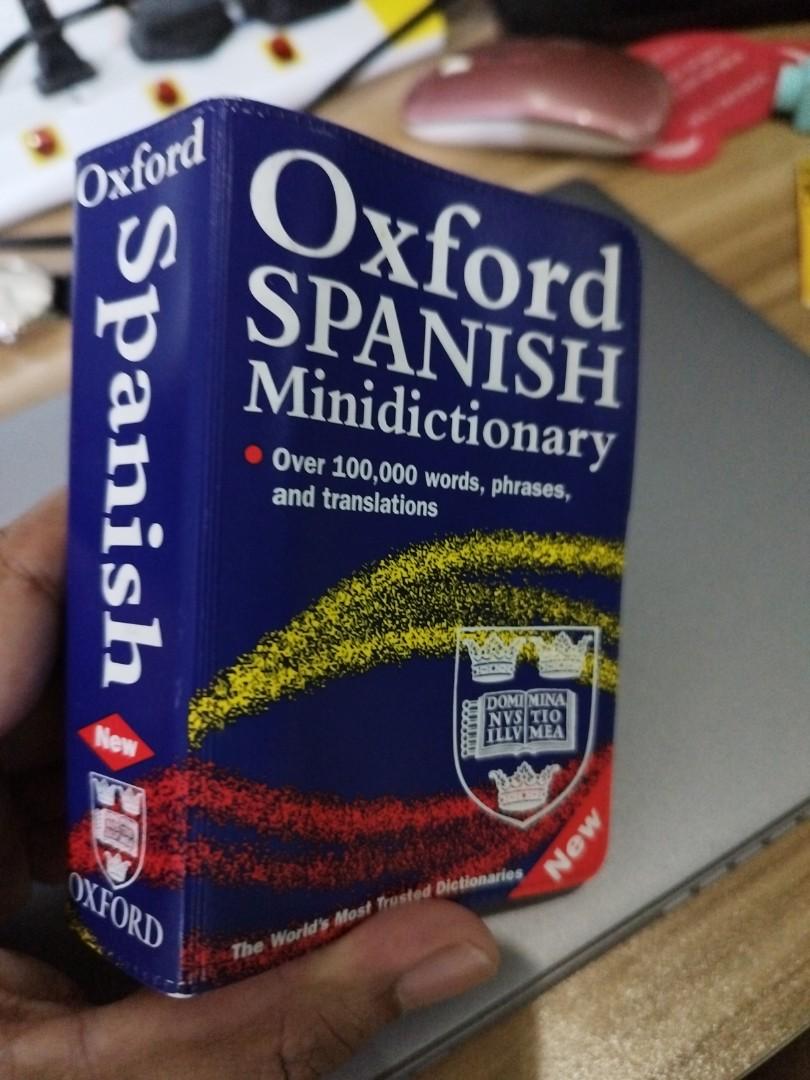 Oxford
Spanish
New
OXFORD
Oxford
SPANISH
Minidictionary
Over 100,000 words, phrases,
and translations
DOMI MINA
NVS TIO
ILLV MEA
New
The World's Most Trusted Dictionaries